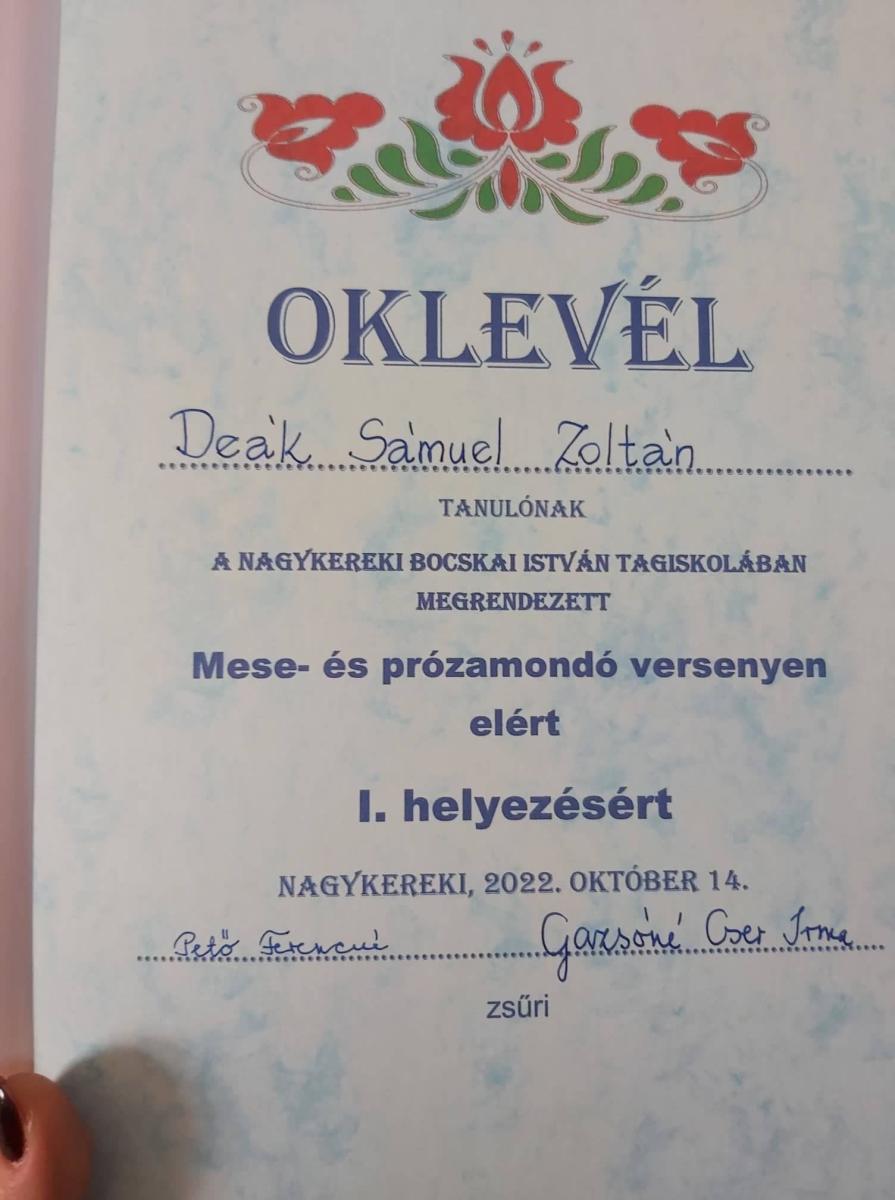 OKLEVÉL
Deák Sámuel Zoltán
TANULÓNAK
A NAGYKEREKI BOCSKAI ISTVÁN TAGISKOLÁBAN
MEGRENDEZETT
Mese- és prózamondó versenyen
elért
I. helyezésért
NAGYKEREKI, 2022. OKTÓBER 14.
Pető Ferencné Gazsóné Cser Irma
zsűri